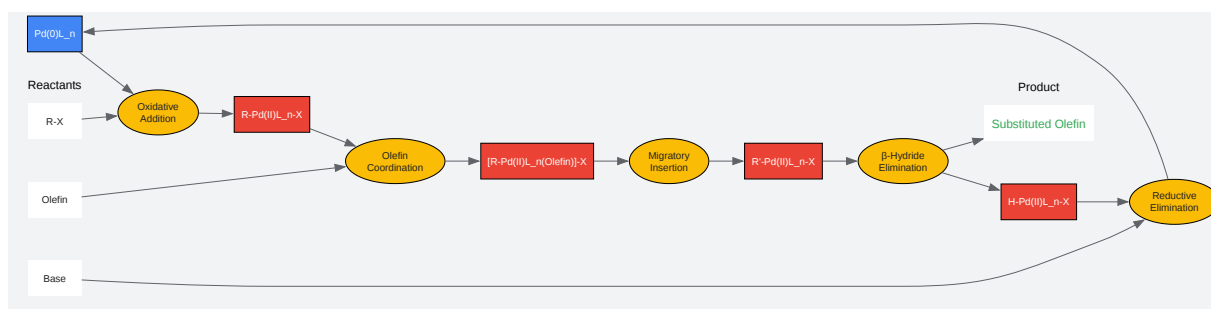 Pd(0)L_n
Reactants
R-X
Oxidative
Addition
R-Pd(II)L_n-X
Olefin
Coordination
[R-Pd(II)L_n(Olefin)]-X
Migratory
Insertion
R'-Pd(II)L_n-X
β-Hydride
Elimination
Product
Substituted Olefin
H-Pd(II)L_n-X
Reductive
Elimination
Olefin
Base